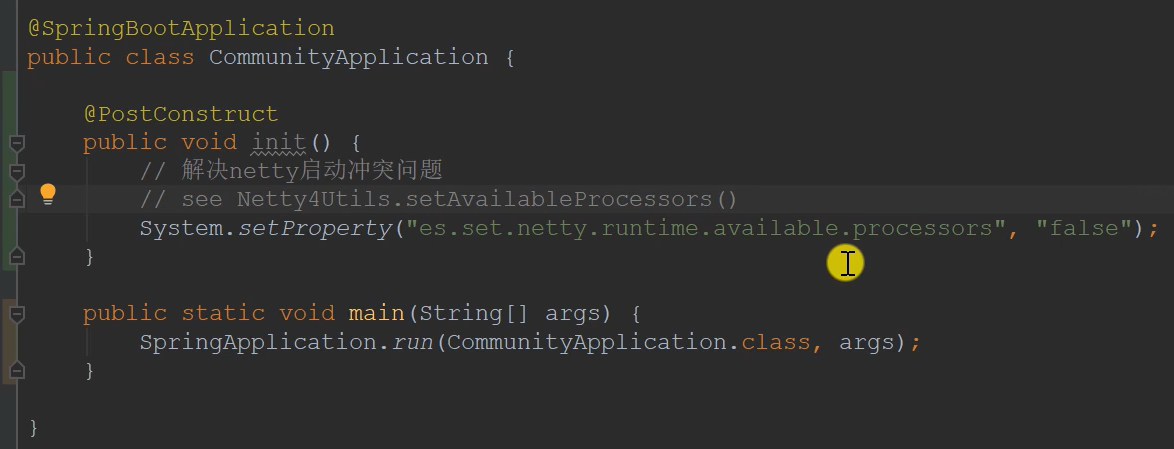 @SpringBootApplication
public class CommunityApplication {
@PostConstruct
public void init() {
// 解决netty启动冲突问题
// see Netty4Utils.setAvailableProcessors()
System.setProperty("es.set.netty.runtime.available.processors", "false");
}
public static void main(String[] args) {
SpringApplication.run(CommunityApplication.class, args);
}
}